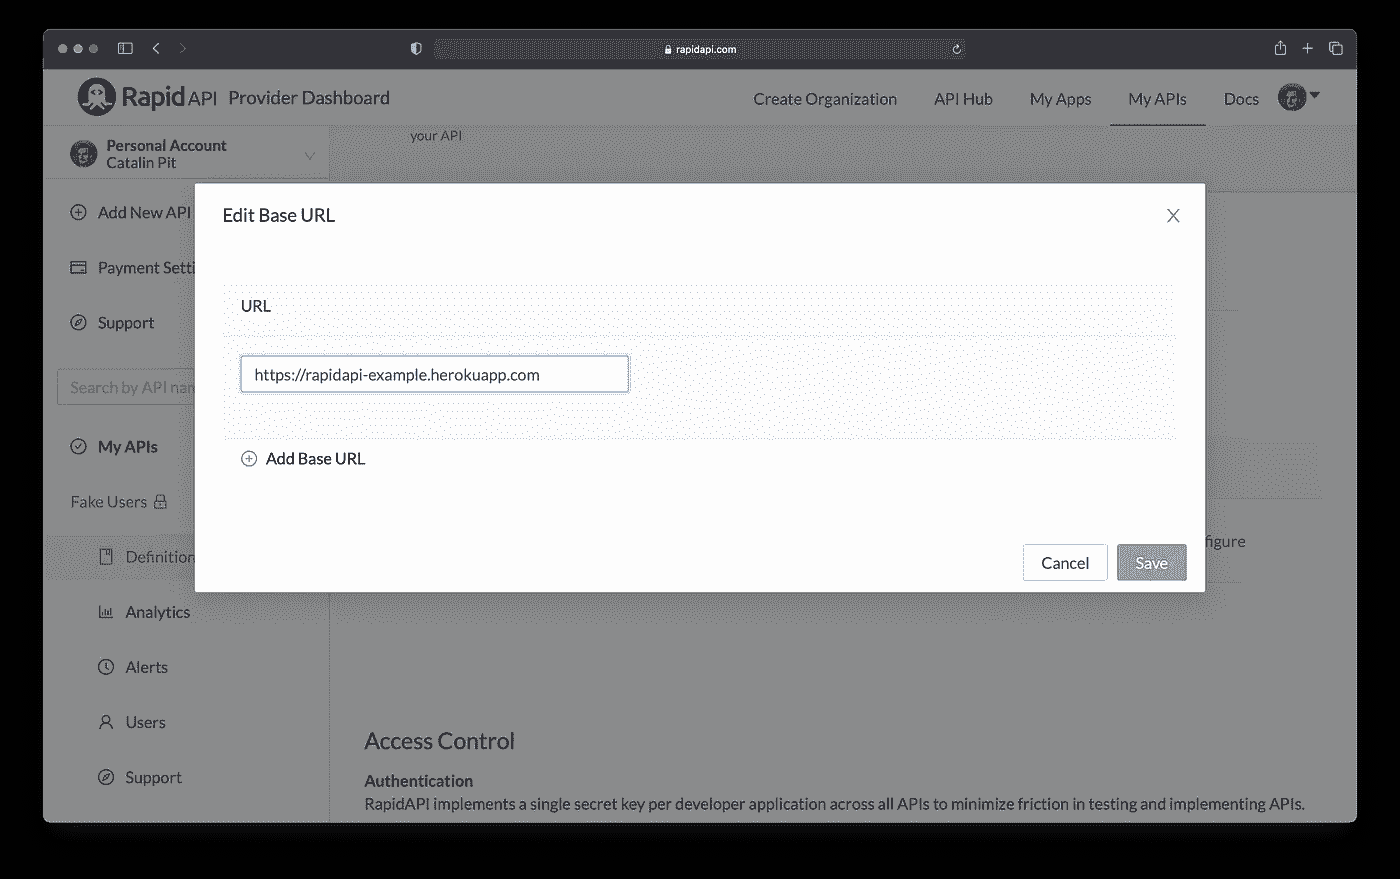 rapidapi.com
Rapid API Provider Dashboard
Create Organization API Hub My Apps My APIs Docs
Personal Account
Catalin Pit
your API
Add New API
Payment Setti
Support
Search by API nam
My APIs
Fake Users
Definition
Analytics
Alerts
Users
Support
Edit Base URL
URL
https://rapidapi-example.herokuapp.com
Add Base URL
Cancel Save
figure
Access Control
Authentication
RapidAPI implements a single secret key per developer application across all APIs to minimize friction in testing and implementing APIs.